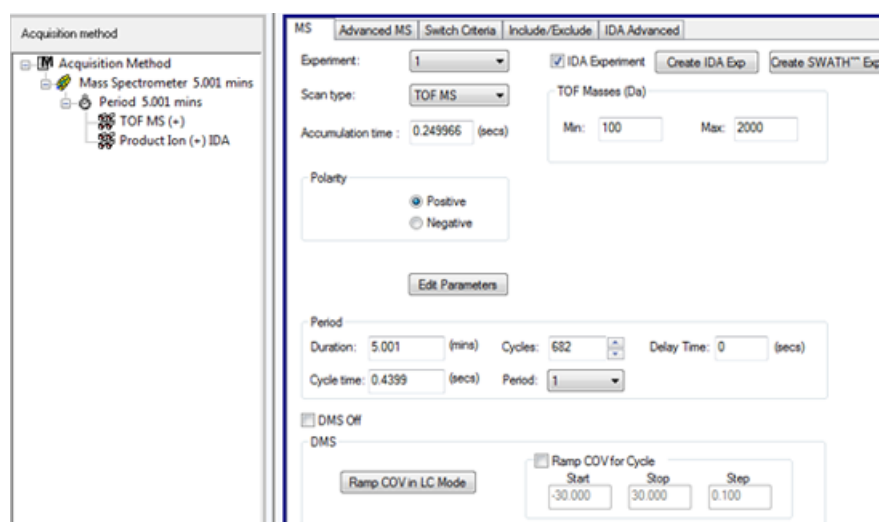 Acquisition method
Acquisition Method
Mass Spectrometer 5.001 mins
Period 5.001 mins
TOF MS (+)
Product Ion (+) IDA
MS Advanced MS Switch Criteria Include/Exclude IDA Advanced
Experiment: 1 IDA Experiment Create IDA Exp Create SWATH™ Exp
Scan type: TOF MS TOF Masses (Da)
Accumulation time : 0.249966 (secs) Min: 100 Max: 2000
Polarity
Positive
Negative
Edit Parameters
Period
Duration: 5.001 (mins) Cycles: 682 Delay Time: 0 (secs)
Cycle time: 0.4399 (secs) Period: 1
DMS Off
DMS
Ramp COV in LC Mode
Ramp COV for Cycle
Start Stop Step
-30.000 30.000 0.100